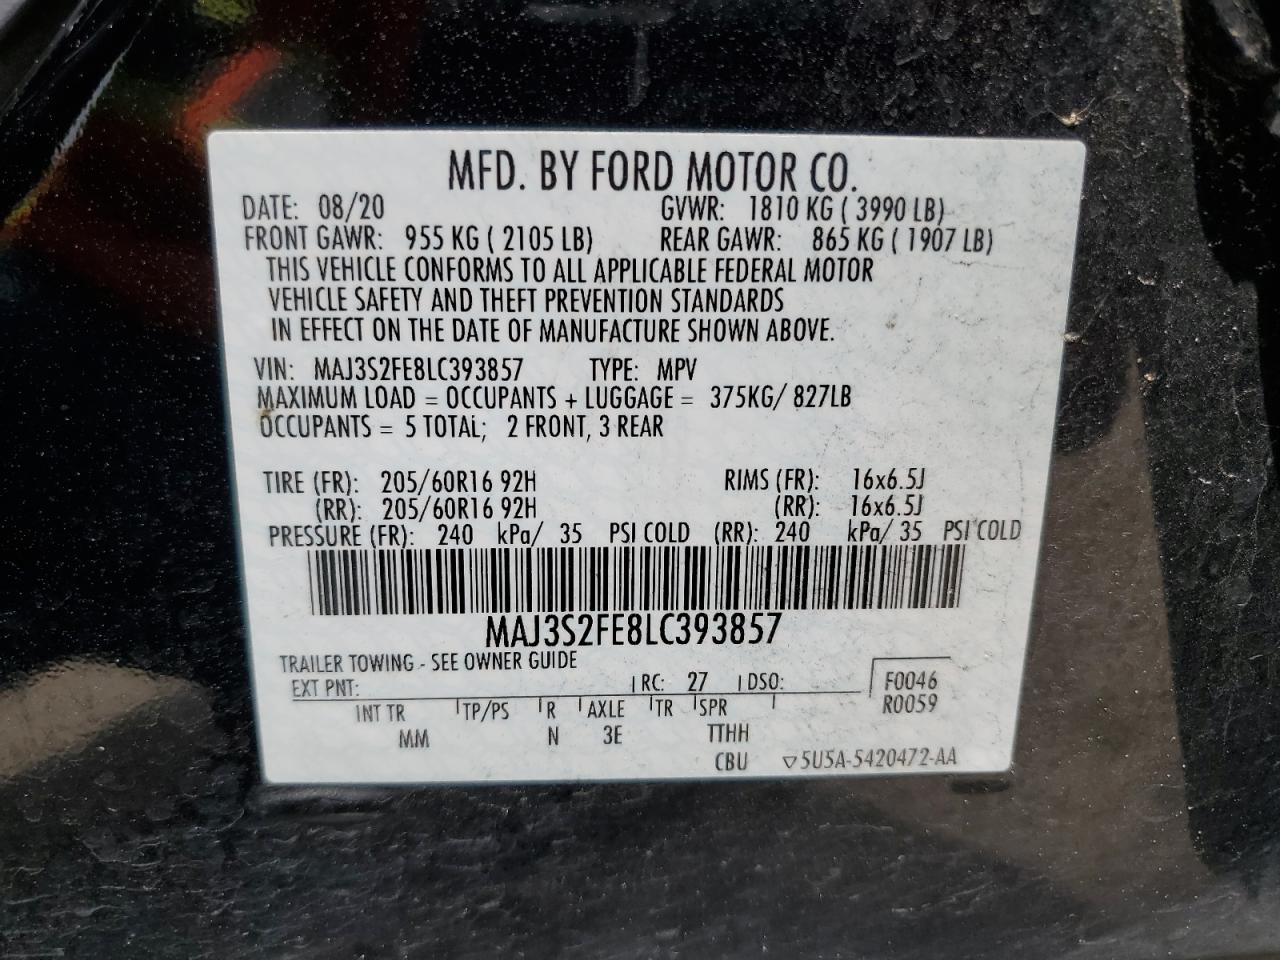 MFD. BY FORD MOTOR CO.
DATE: 08/20 GVWR: 1810 KG ( 3990 LB)
FRONT GAWR: 955 KG ( 2105 LB) REAR GAWR: 865 KG ( 1907 LB)
THIS VEHICLE CONFORMS TO ALL APPLICABLE FEDERAL MOTOR
VEHICLE SAFETY AND THEFT PREVENTION STANDARDS
IN EFFECT ON THE DATE OF MANUFACTURE SHOWN ABOVE.
VIN: MAJ3S2FE8LC393857 TYPE: MPV
MAXIMUM LOAD = OCCUPANTS + LUGGAGE = 375KG/ 827LB
OCCUPANTS = 5 TOTAL; 2 FRONT, 3 REAR
TIRE (FR): 205/60R16 92H RIMS (FR): 16x6.5J
(RR): 205/60R16 92H (RR): 16x6.5J
PRESSURE (FR): 240 kPa/ 35 PSI COLD (RR): 240 kPa/ 35 PSI COLD
MAJ3S2FE8LC393857
TRAILER TOWING - SEE OWNER GUIDE
EXT PNT: RC: 27 DSO: F0046
R0059
INT TR TP/PS R AXLE TR SPR
MM N 3E TTHH
CBU ▽5U5A-5420472-AA